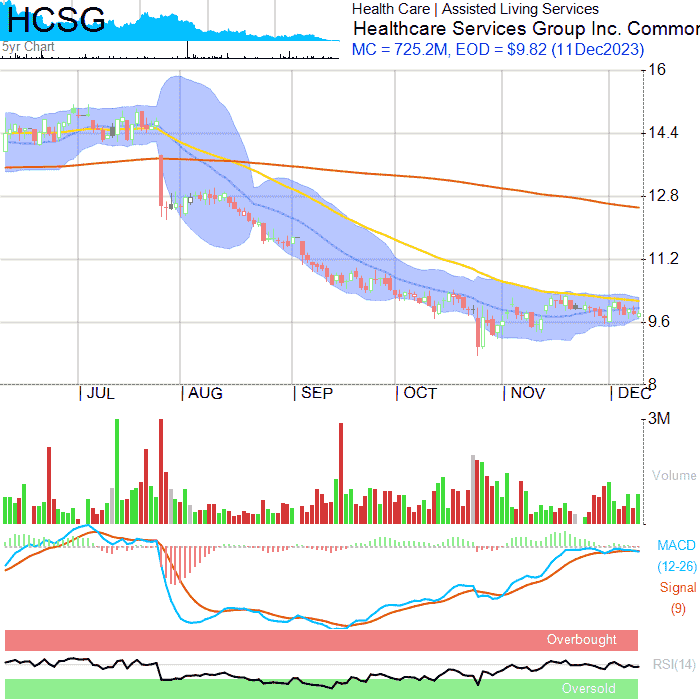 HCSG
5yr Chart
Health Care | Assisted Living Services
Healthcare Services Group Inc. Common
MC = 725.2M, EOD = $9.82 (11Dec2023)
16
14.4
12.8
11.2
9.6
8
JUL AUG SEP OCT NOV DEC
3M
Volume
MACD
(12-26)
Signal
(9)
Overbought
RSI(14)
Oversold